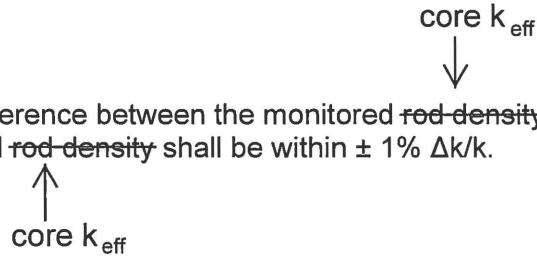 core k eff
erence between the monitored rod density
rod density shall be within ± 1% Δk/k.
core k eff